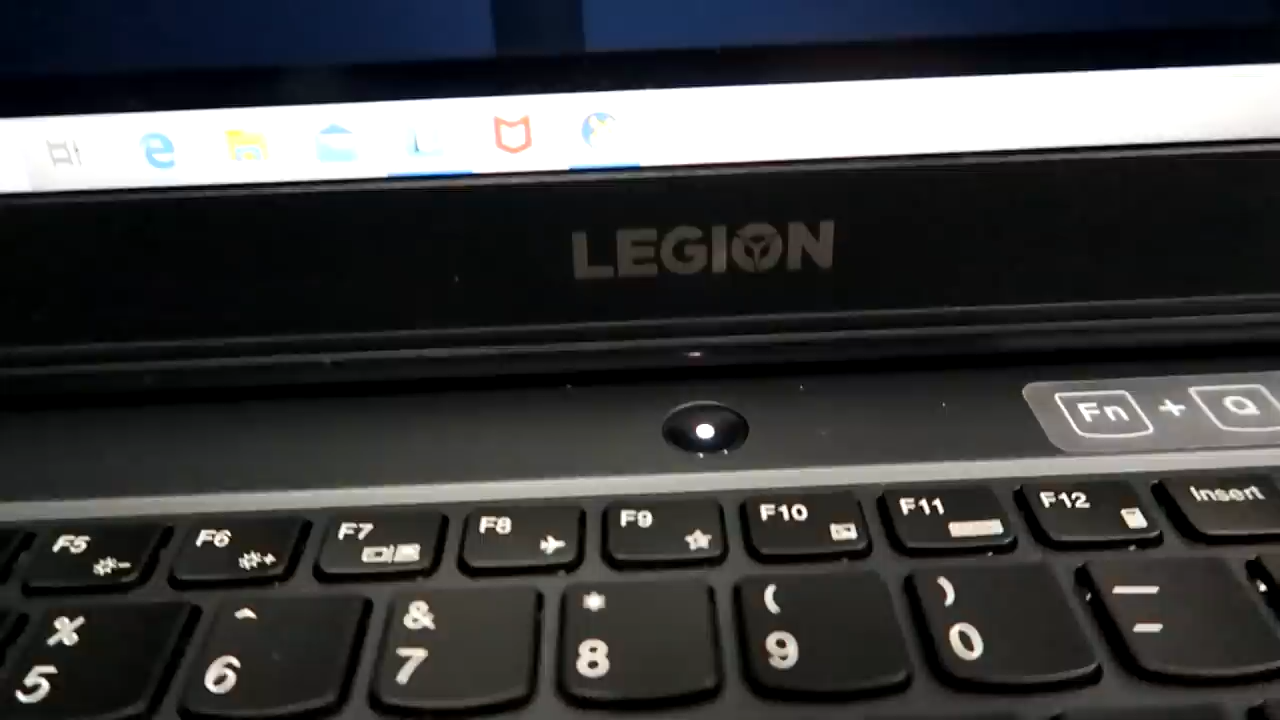 LEGION
Fn + Q
F5 F6 F7 F8 F9 F10 F11 F12 Insert
% ^ & * ( ) —
5 6 7 8 9 0 -